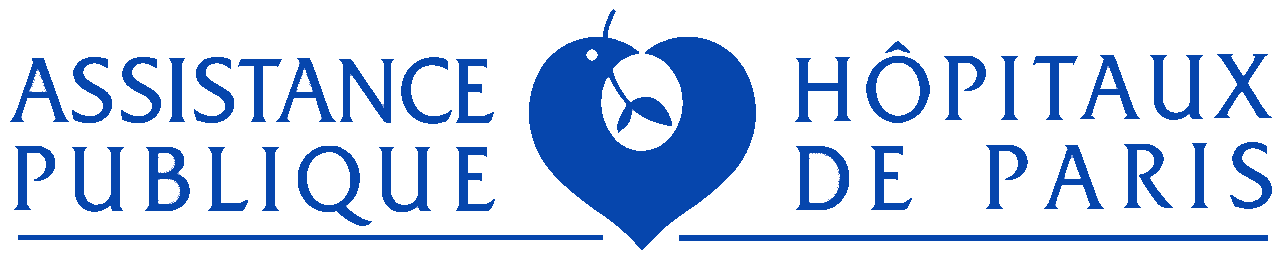 ASSISTANCE
PUBLIQUE
HÔPITAUX
DE PARIS